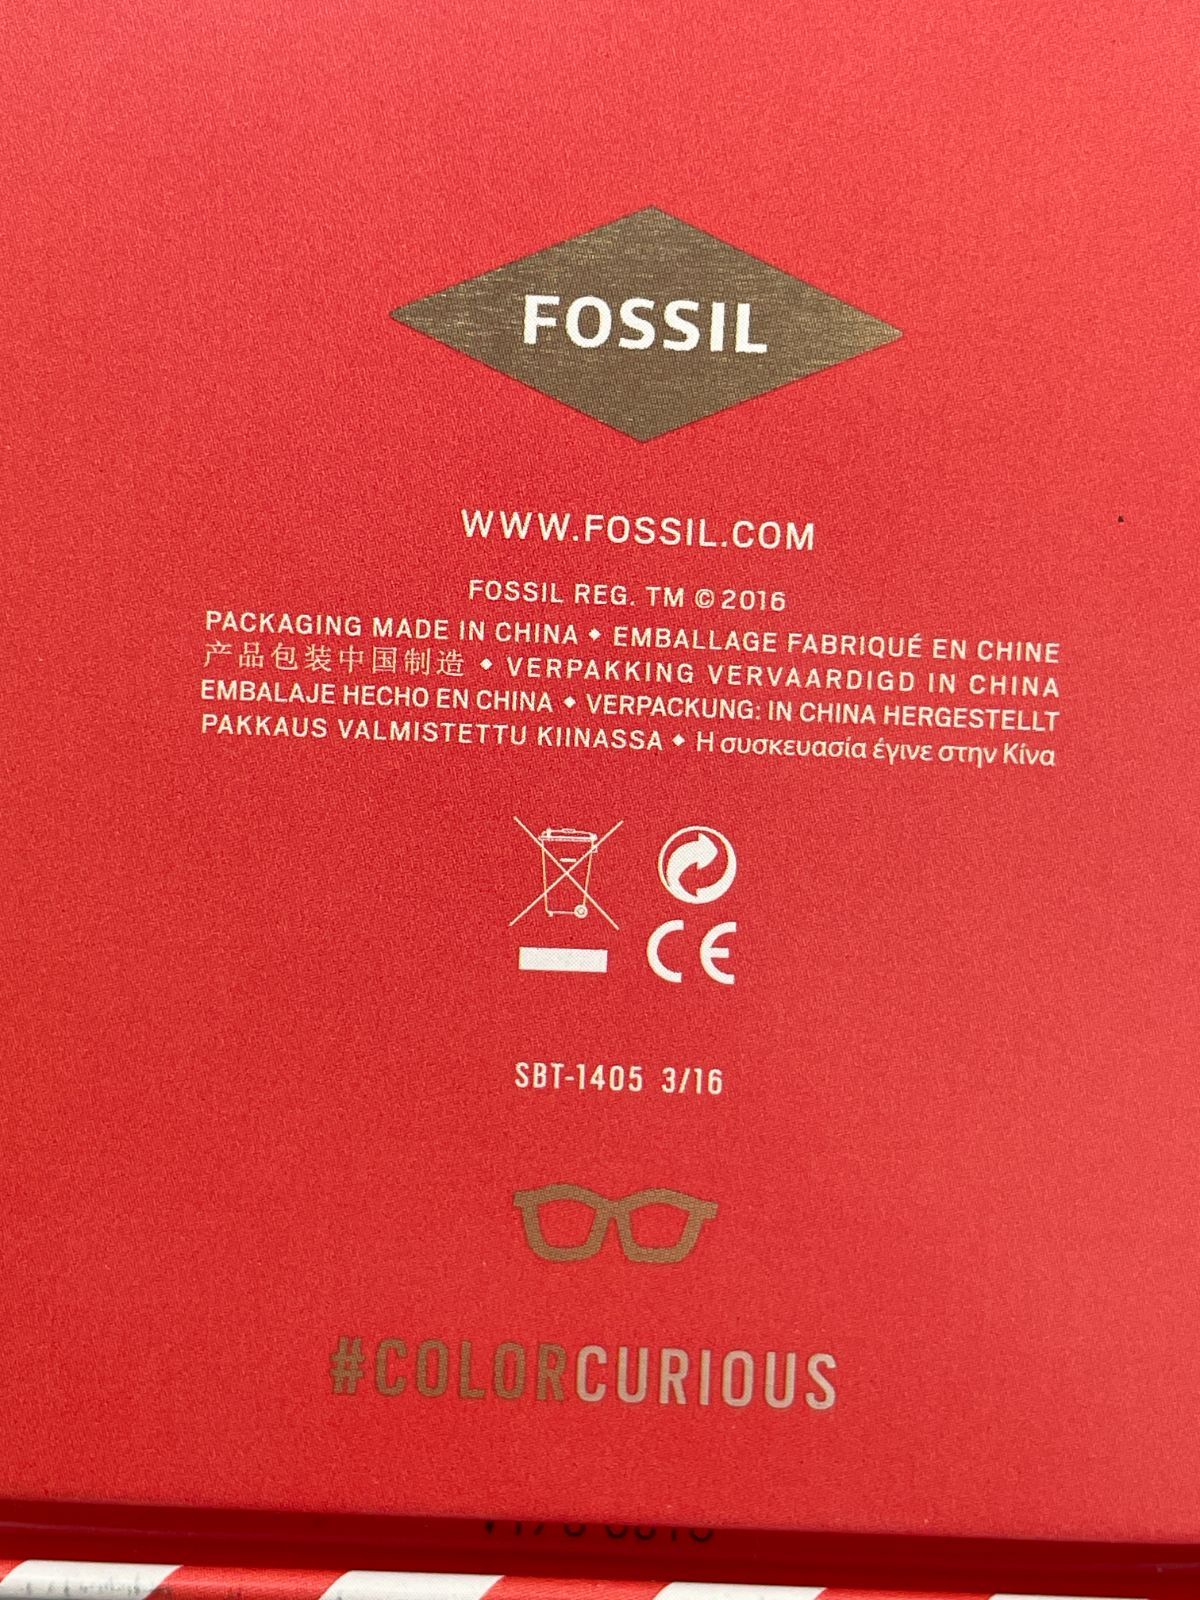 FOSSIL
WWW.FOSSIL.COM
FOSSIL REG. TM © 2016
PACKAGING MADE IN CHINA ◆ EMBALLAGE FABRIQUÉ EN CHINE
产品包装中国制造 ◆ VERPAKKING VERVAARDIGD IN CHINA
EMBALAJE HECHO EN CHINA ◆ VERPACKUNG: IN CHINA HERGESTELLT
PAKKAUS VALMISTETTU KIINASSA ◆ Η συσκευασία έγινε στην Κίνα
CE
SBT-1405 3/16
#COLORCURIOUS